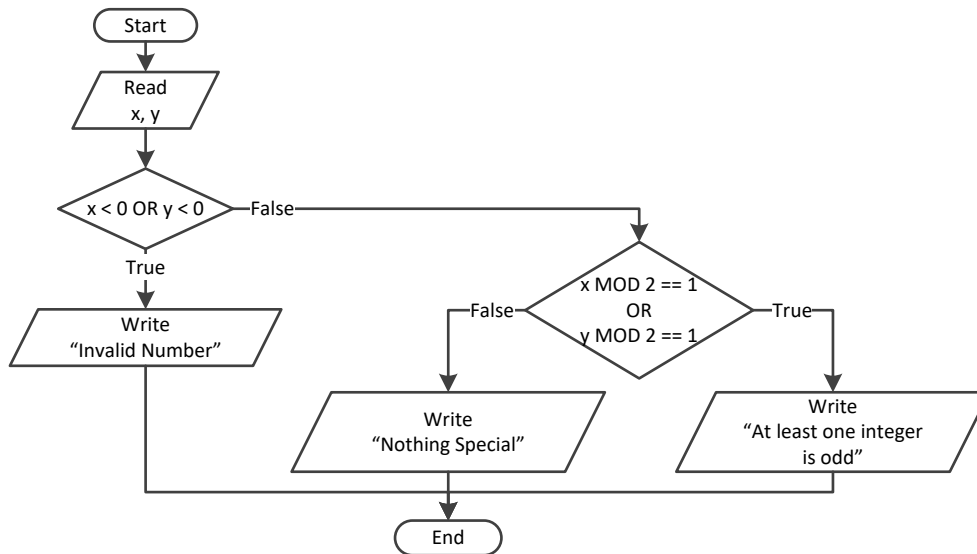 Start
Read
x, y
x < 0 OR y < 0
False
True
Write
“Invalid Number”
x MOD 2 == 1
OR
y MOD 2 == 1
False
True
Write
“Nothing Special”
Write
“At least one integer
is odd”
End